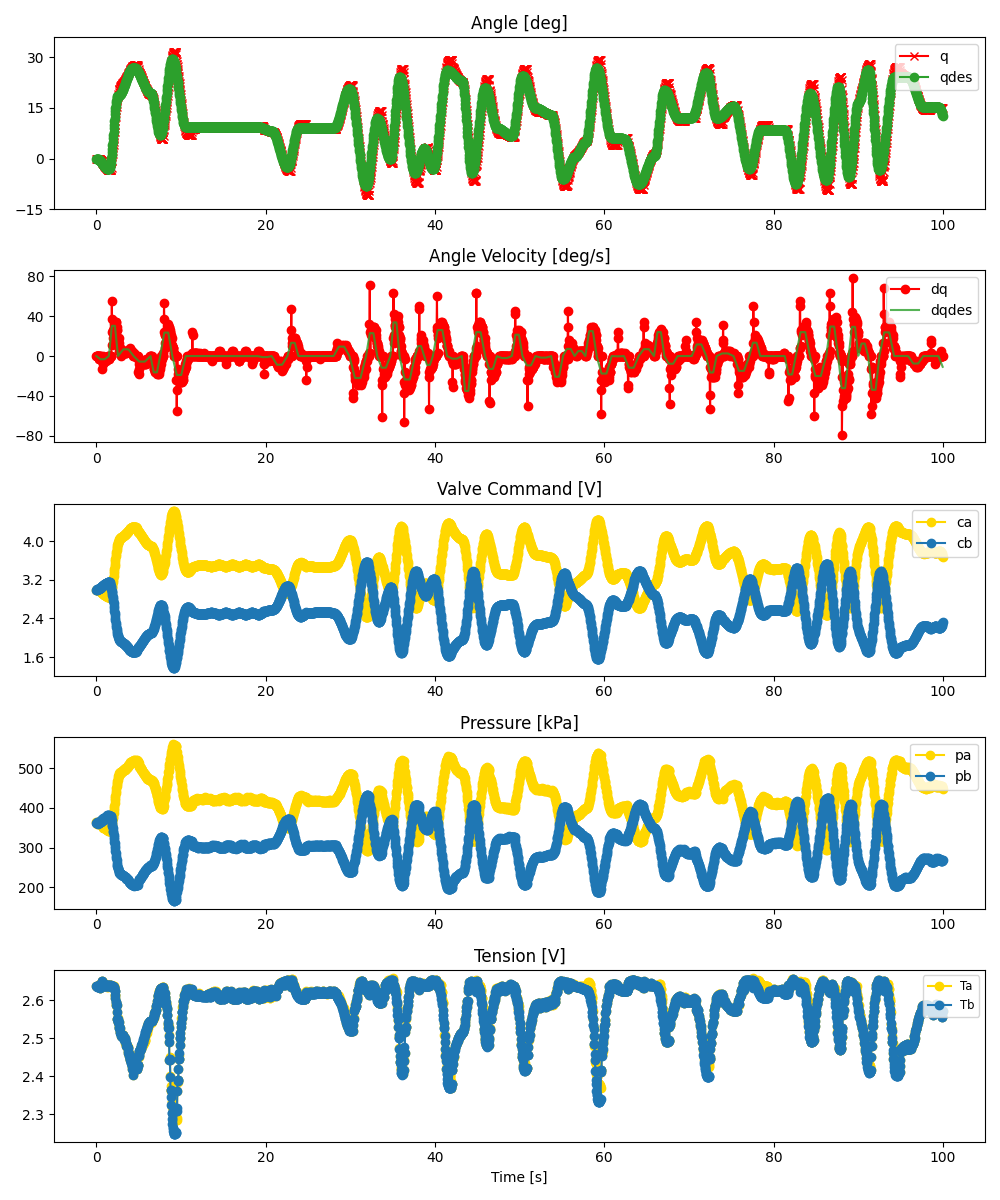 Angle [deg]
30
15
0
−15
q
qdes
0 20 40 60 80 100
Angle Velocity [deg/s]
80
40
0
−40
−80
dq
dqdes
0 20 40 60 80 100
Valve Command [V]
4.0
3.2
2.4
1.6
ca
cb
0 20 40 60 80 100
Pressure [kPa]
500
400
300
200
pa
pb
0 20 40 60 80 100
Tension [V]
2.6
2.5
2.4
2.3
Ta
Tb
0 20 40 60 80 100
Time [s]